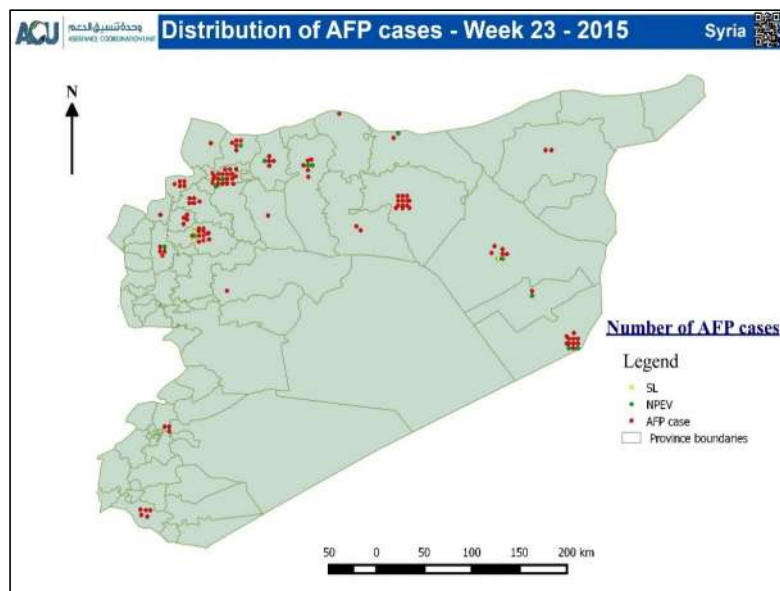 ACU
وحدة تنسيق الدعم
ASSISTANCE COORDINATION UNIT
Distribution of AFP cases - Week 23 - 2015
Syria
N
Number of AFP cases
Legend
SL
NPEV
AFP case
Province boundaries
50 0 50 100 150 200 km